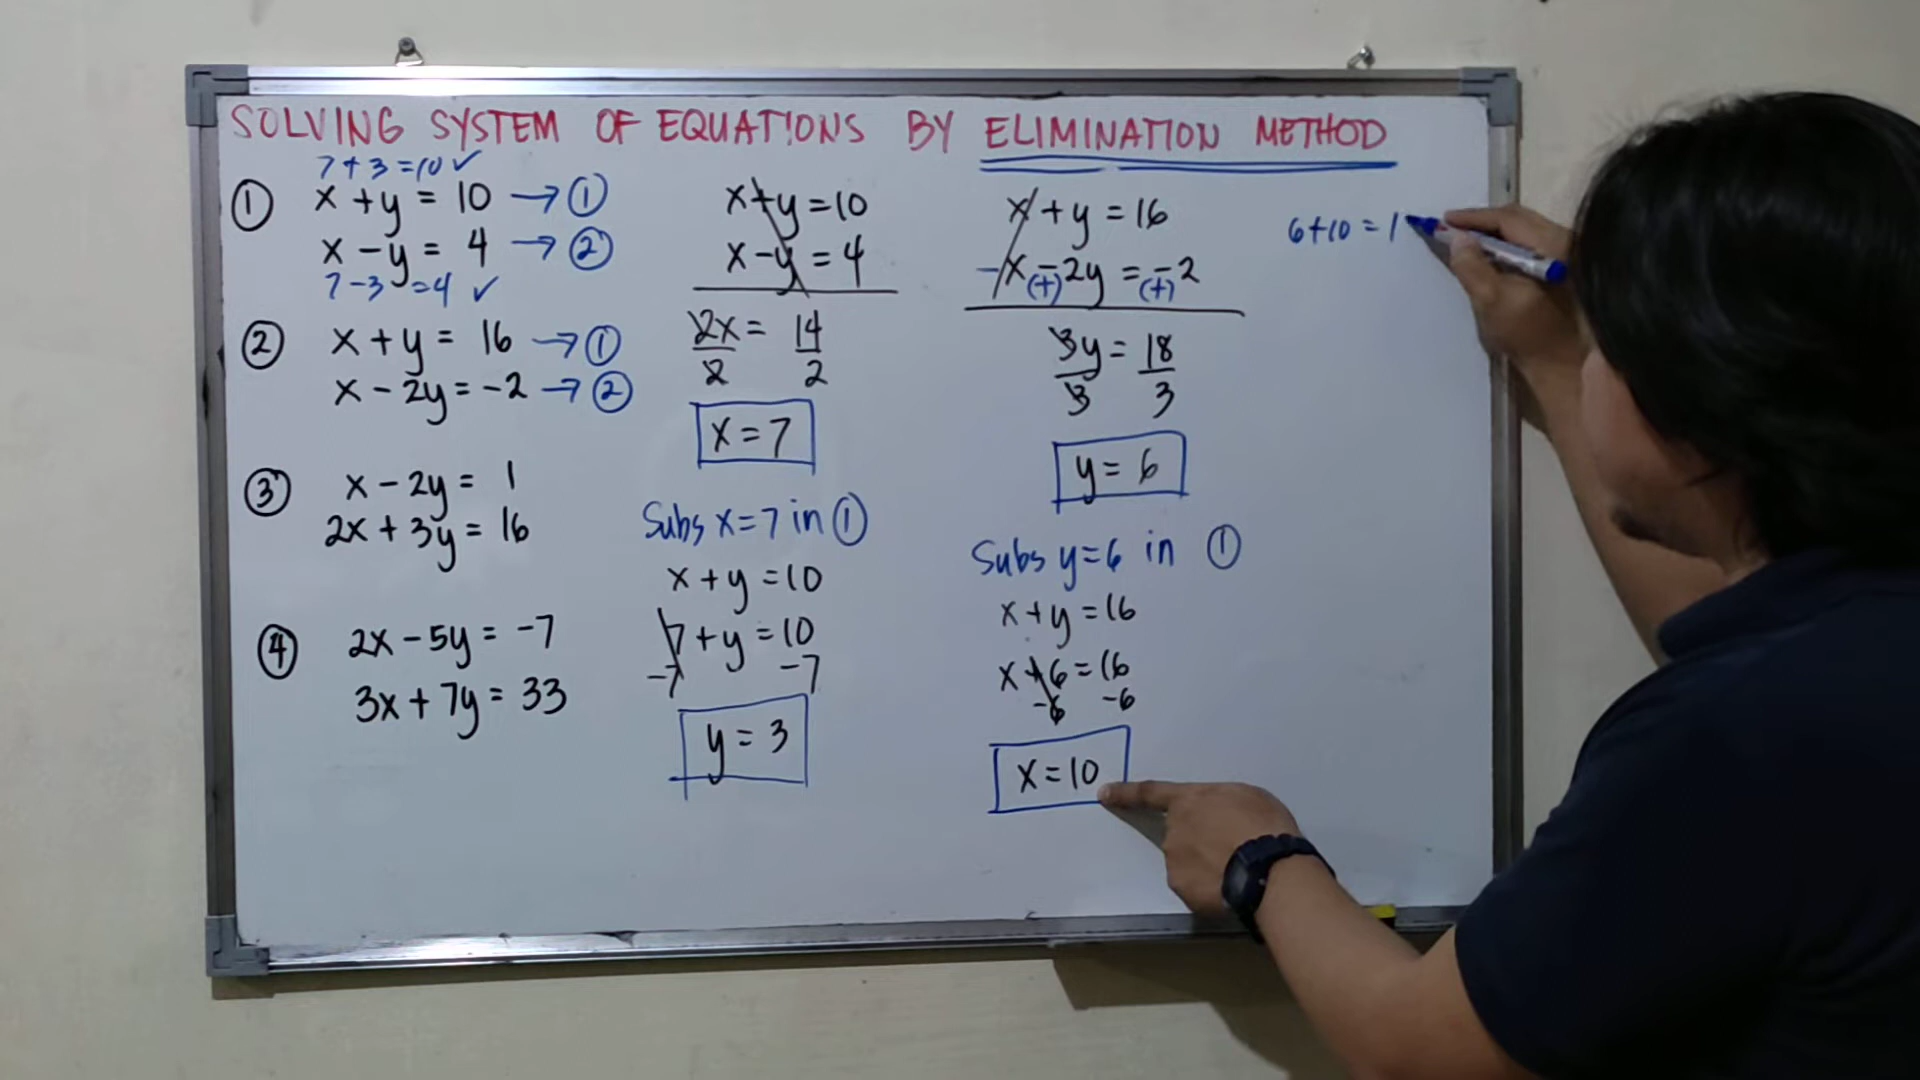 SOLVING SYSTEM OF EQUATIONS BY ELIMINATION METHOD
7 + 3 = 10 ✓
① x + y = 10 → ①
x - y = 4 → ②
7 - 3 = 4 ✓
② x + y = 16 → ①
x - 2y = -2 → ②
③ x - 2y = 1
2x + 3y = 16
④ 2x - 5y = -7
3x + 7y = 33
x + y = 10
x - y = 4
2x = 14
2 2
x = 7
Subs x = 7 in ①
x + y = 10
7 + y = 10
-7 -7
y = 3
x + y = 16
- x - 2y = - 2
(+) (+)
3y = 18
3 3
y = 6
Subs y = 6 in ①
x + y = 16
x + 6 = 16
-6 -6
x = 10
6 + 10 = 1